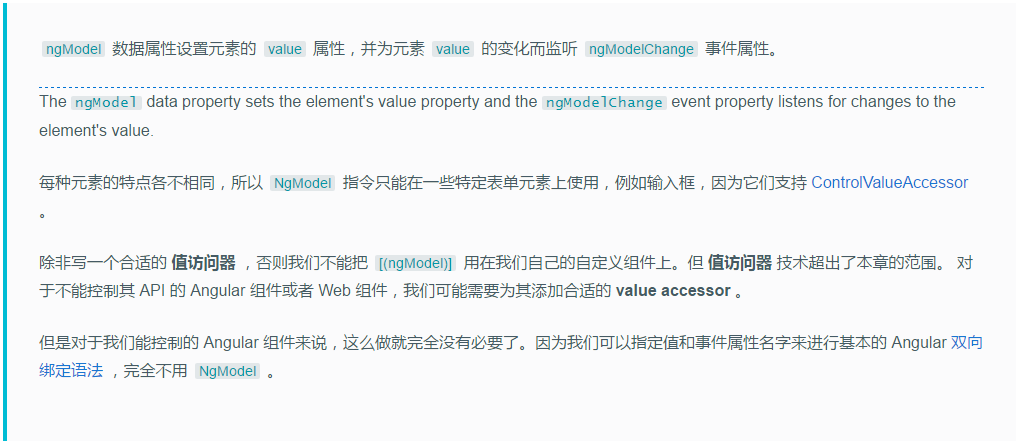 ngModel 数据属性设置元素的 value 属性，并为元素 value 的变化而监听 ngModelChange 事件属性。
The ngModel data property sets the element's value property and the ngModelChange event property listens for changes to the
element's value.
每种元素的特点各不相同，所以 NgModel 指令只能在一些特定表单元素上使用，例如输入框，因为它们支持 ControlValueAccessor
。
除非写一个合适的 值访问器 ，否则我们不能把 [(ngModel)] 用在我们自己的自定义组件上。但 值访问器 技术超出了本章的范围。 对
于不能控制其 API 的 Angular 组件或者 Web 组件，我们可能需要为其添加合适的 value accessor 。
但是对于我们能控制的 Angular 组件来说，这么做就完全没有必要了。因为我们可以指定值和事件属性名字来进行基本的 Angular 双向
绑定语法 ，完全不用 NgModel 。